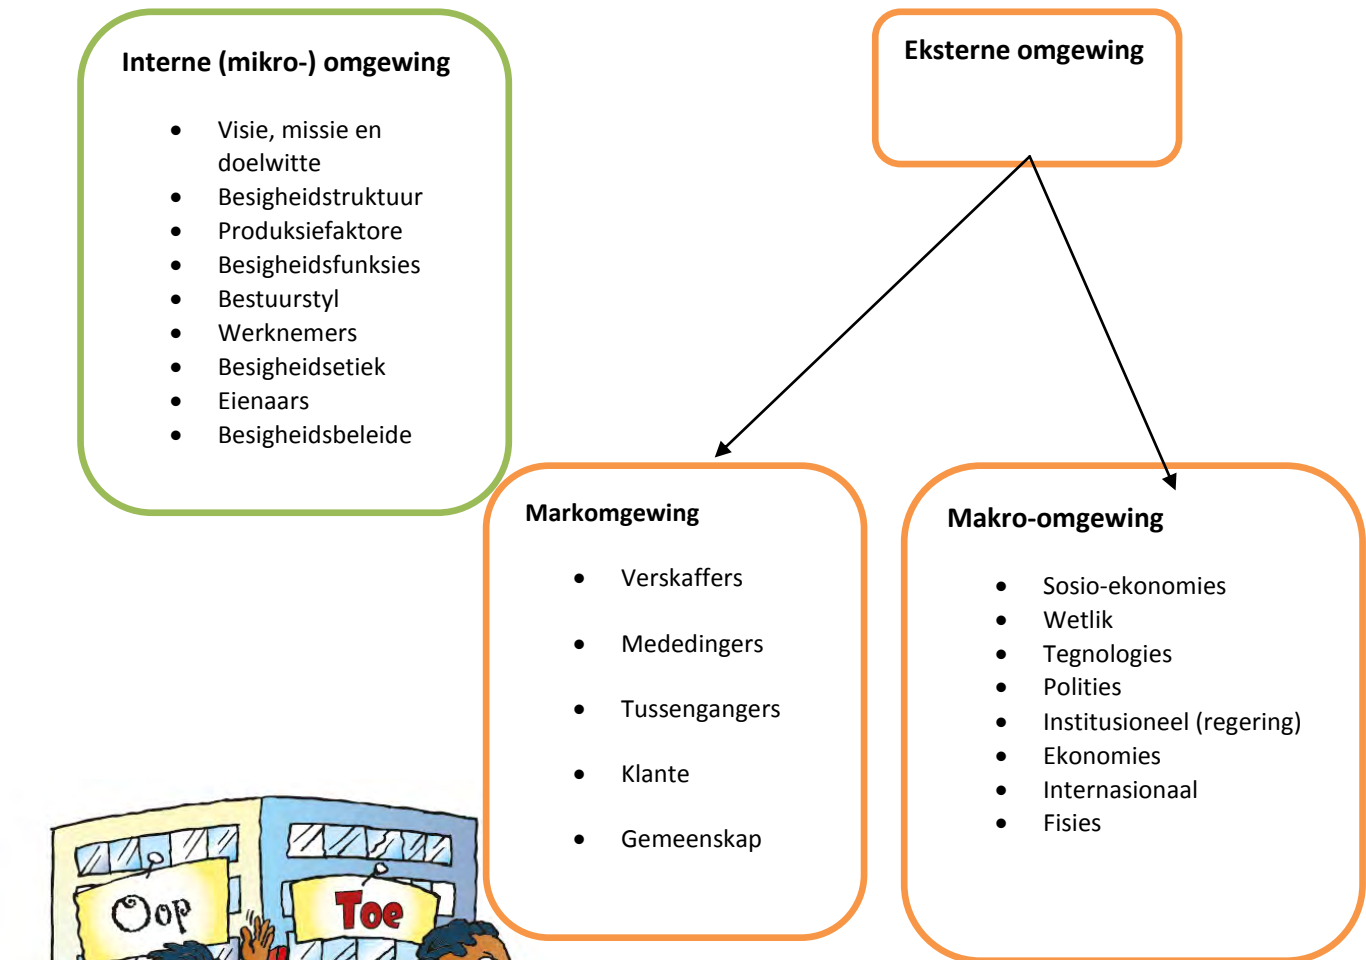 Interne (mikro-) omgewing
• Visie, missie en
doelwitte
• Besigheidstruktuur
• Produksiefaktore
• Besigheidsfunksies
• Bestuurstyl
• Werknemers
• Besigheidsetiek
• Eienaars
• Besigheidsbeleide
Eksterne omgewing
Markomgewing
• Verskaffers
• Mededingers
• Tussengangers
• Klante
• Gemeenskap
Makro-omgewing
• Sosio-ekonomies
• Wetlik
• Tegnologies
• Polities
• Institusioneel (regering)
• Ekonomies
• Internasionaal
• Fisies
Oop
Toe